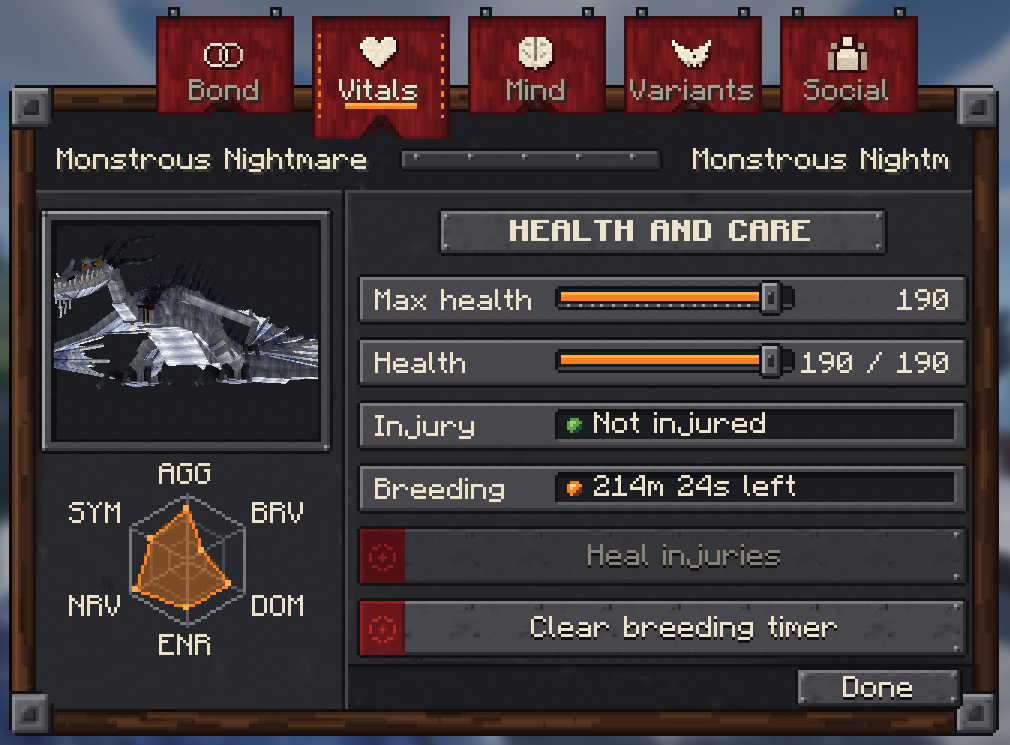 Bond
Vitals
Mind
Variants
Social
Monstrous Nightmare
Monstrous Nightm
HEALTH AND CARE
Max health 190
Health 190 / 190
Injury Not injured
Breeding 214m 24s left
Heal injuries
Clear breeding timer
AGG
SYM BRV
NRV DOM
ENR
Done